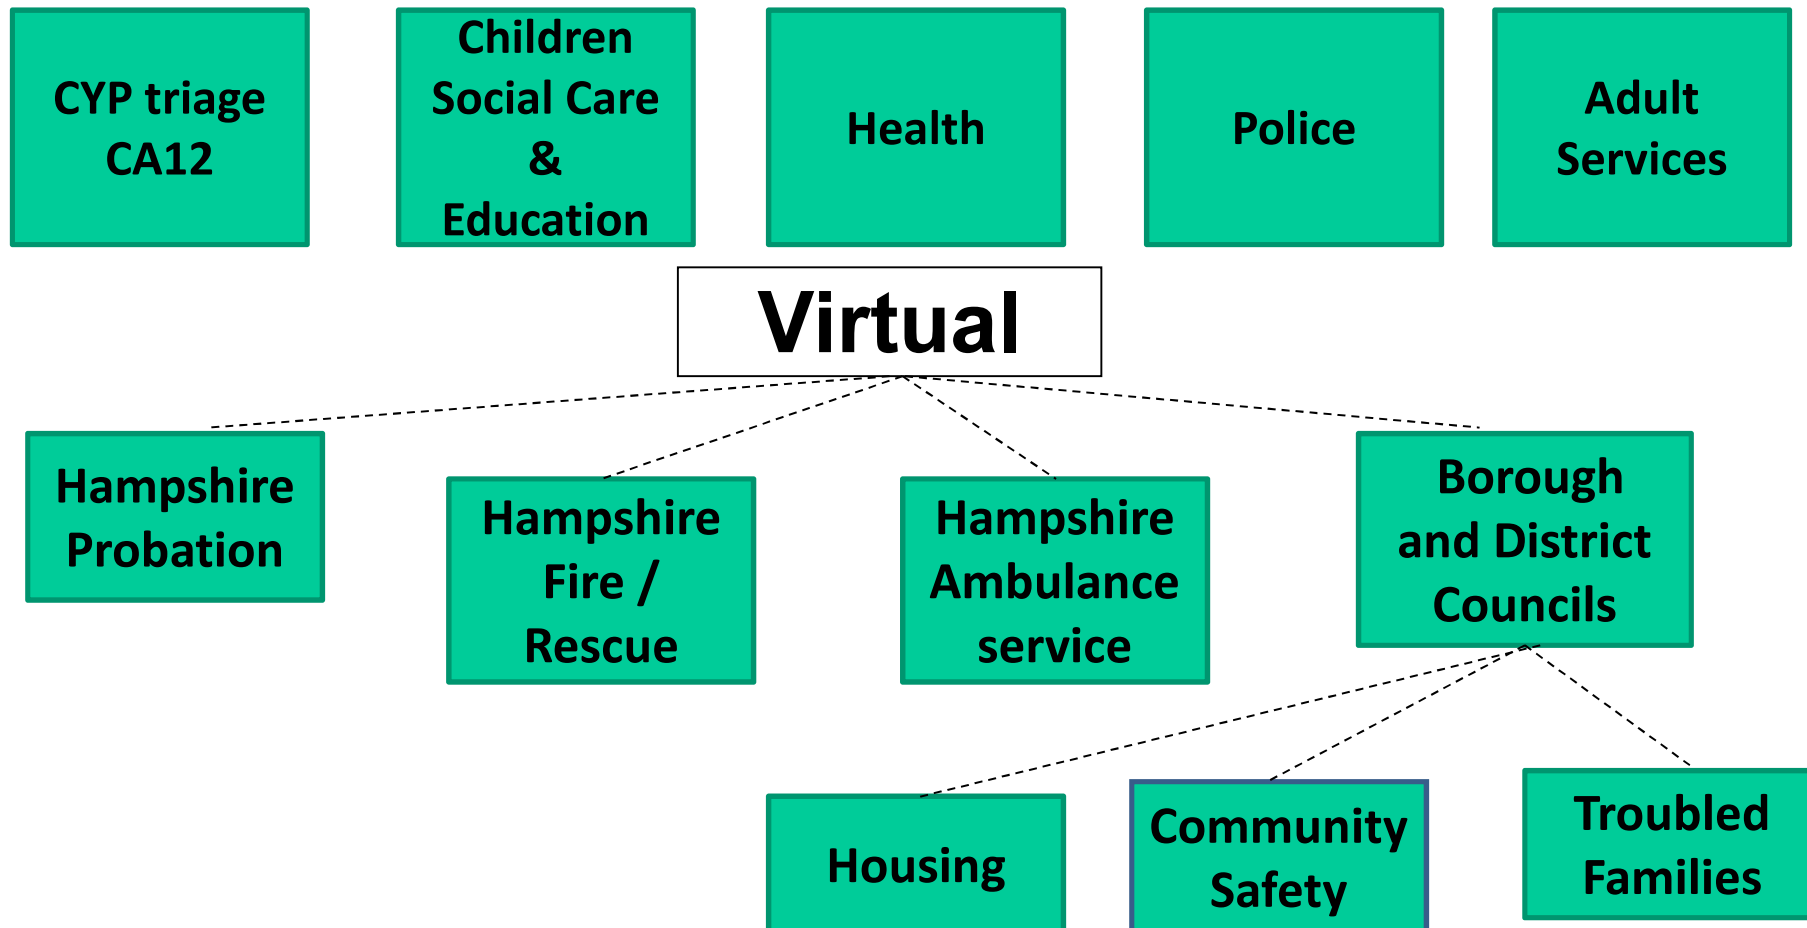 CYP triage
CA12
Children
Social Care
&
Education
Health
Police
Adult
Services
Virtual
Hampshire
Probation
Hampshire
Fire /
Rescue
Hampshire
Ambulance
service
Borough
and District
Councils
Housing
Community
Safety
Troubled
Families